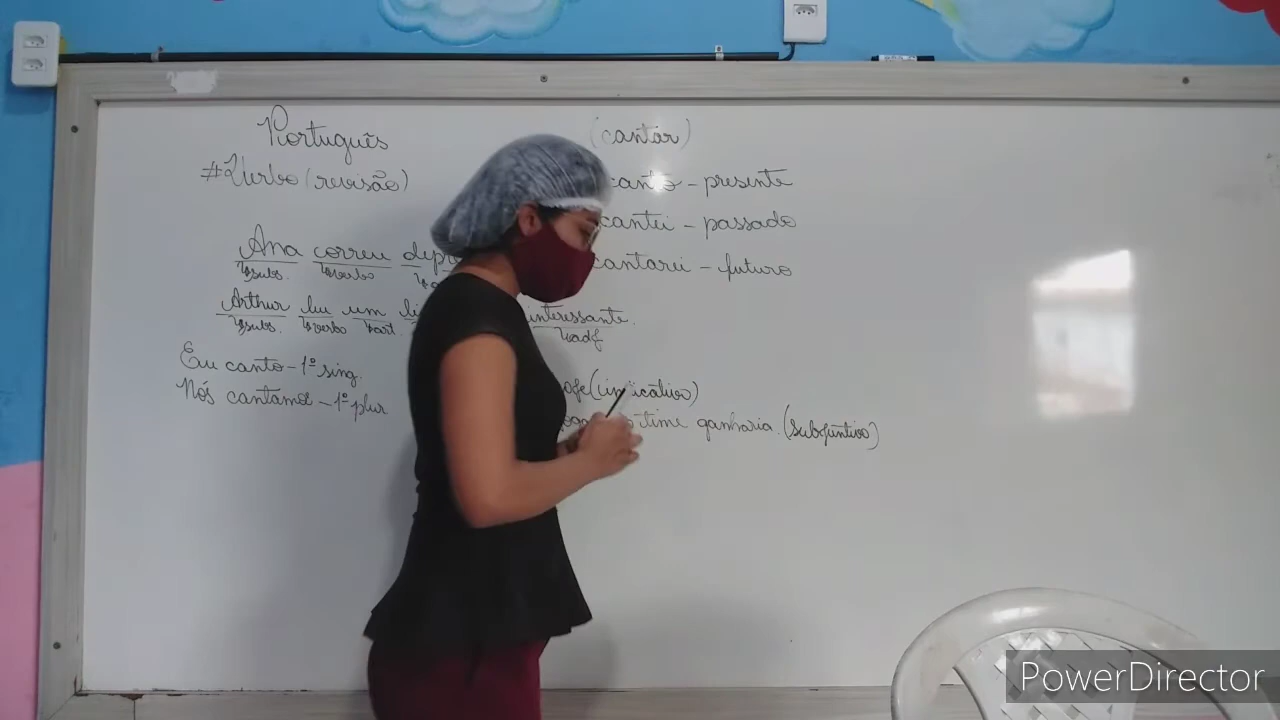 Português
#Verbo (revisão)
Ana correu
subs. verbo
Arthur leu um
subs. verbo art.
Eu canto - 1º sing.
Nós cantamos - 1º plur
(cantar)
canto - presente
cantei - passado
cantarei - futuro
interessante.
adj
(indicativo)
time ganharia. (subjuntivo)
PowerDirector